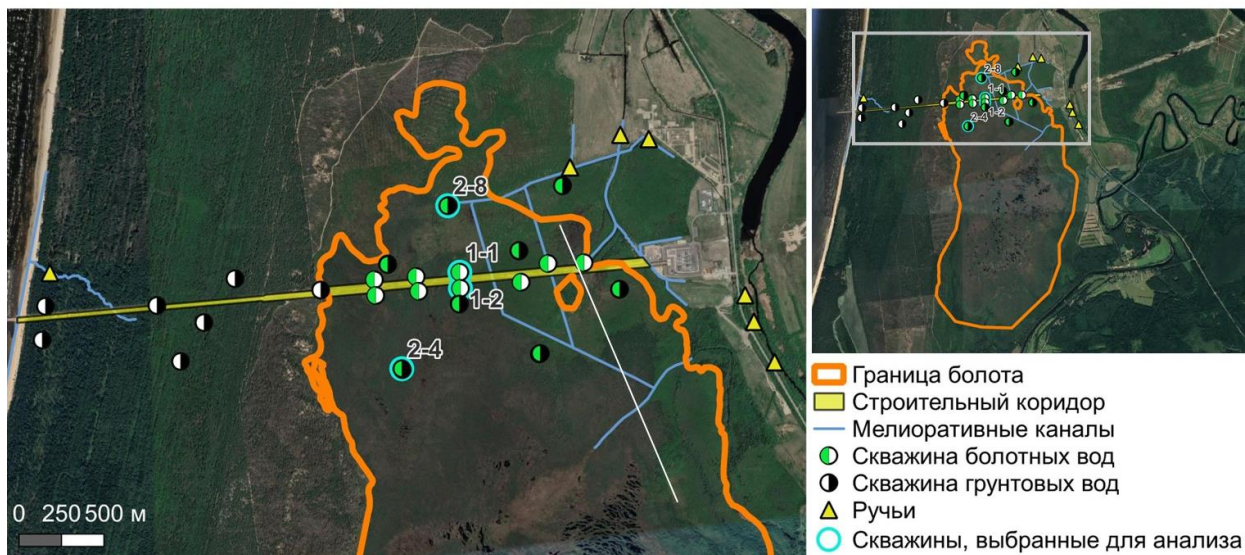 2-8
1-1
1-2
2-4
0 250 500 м
2-8
1-1
1-2
2-4
Граница болота
Строительный коридор
Мелиоративные каналы
Скважина болотных вод
Скважина грунтовых вод
Ручьи
Скважины, выбранные для анализа